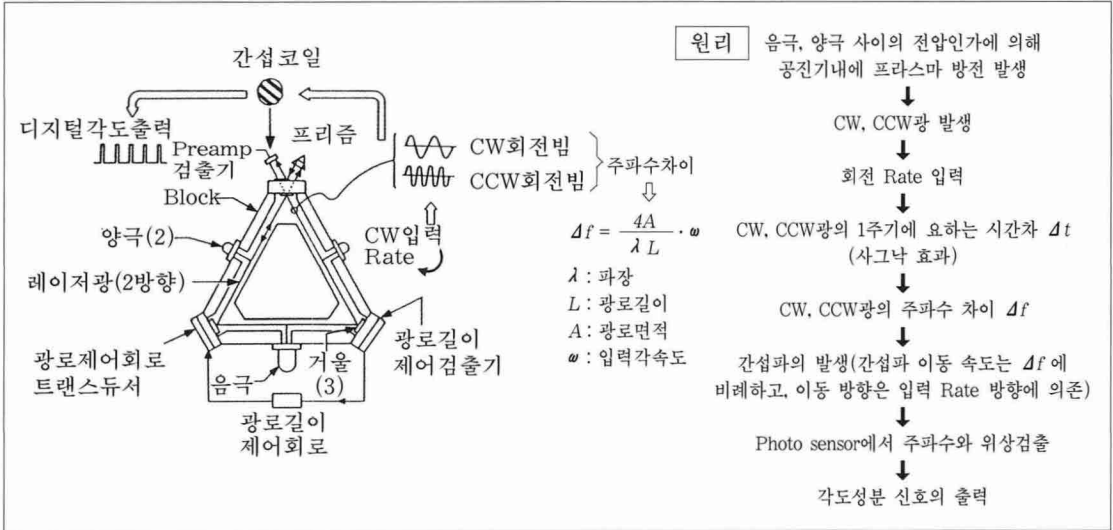 간섭코일
디지털각도출력
Preamp
검출기
프리즘
Block
양극(2)
레이저광(2방향)
광로제어회로
트랜스듀서
음극
거울
(3)
광로길이
제어검출기
광로길이
제어회로
CW회전빔
CCW회전빔
주파수차이
CW입력
Rate
Δf = 4A / λL · ω
λ : 파장
L : 광로길이
A : 광로면적
ω : 입력각속도
원리
음극, 양극 사이의 전압인가에 의해
공진기내에 프라스마 방전 발생
CW, CCW광 발생
회전 Rate 입력
CW, CCW광의 1주기에 요하는 시간차 Δt
(사그낙 효과)
CW, CCW광의 주파수 차이 Δf
간섭파의 발생(간섭파 이동 속도는 Δf 에
비례하고, 이동 방향은 입력 Rate 방향에 의존)
Photo sensor에서 주파수와 위상검출
각도성분 신호의 출력